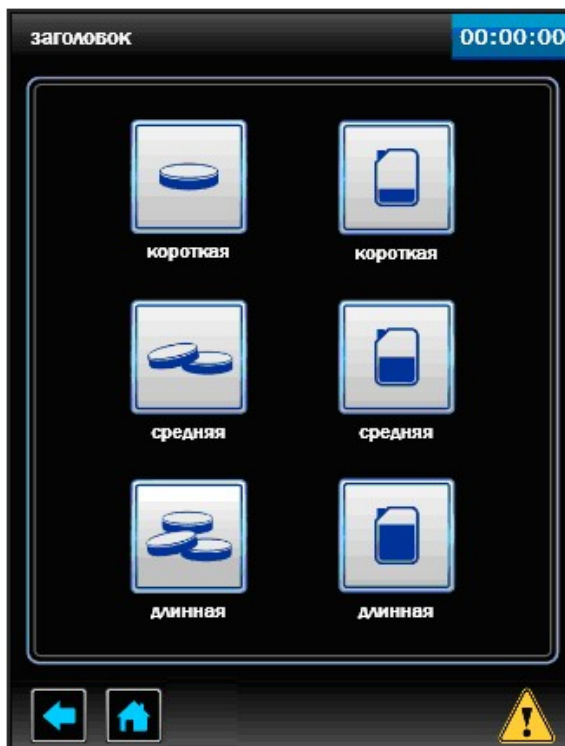 заголовок
00:00:00
короткая
короткая
средняя
средняя
длинная
длинная